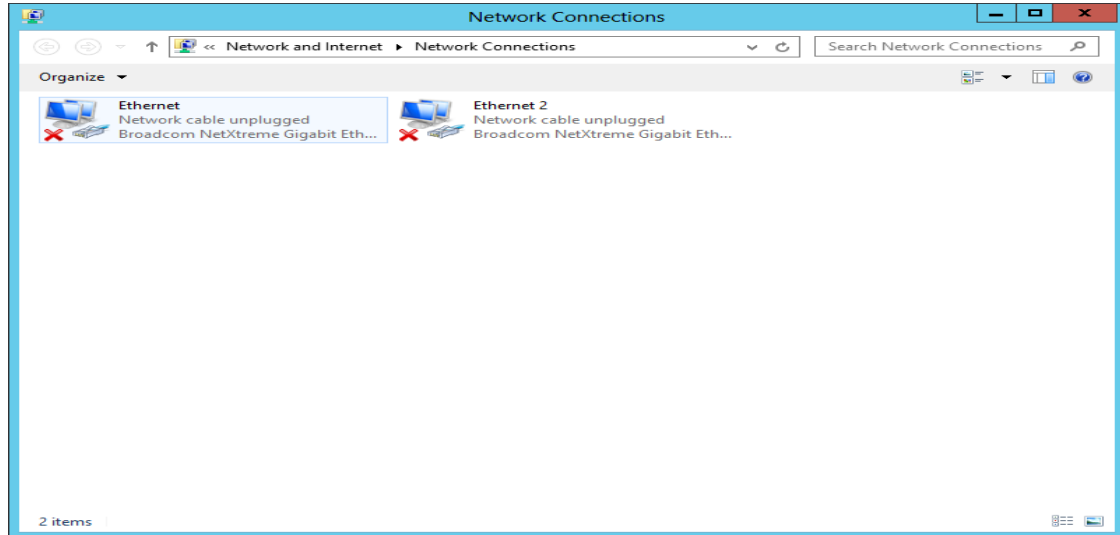 Network Connections
« Network and Internet ▸ Network Connections
Search Network Connections
Organize
Ethernet
Network cable unplugged
Broadcom NetXtreme Gigabit Eth...
Ethernet 2
Network cable unplugged
Broadcom NetXtreme Gigabit Eth...
2 items